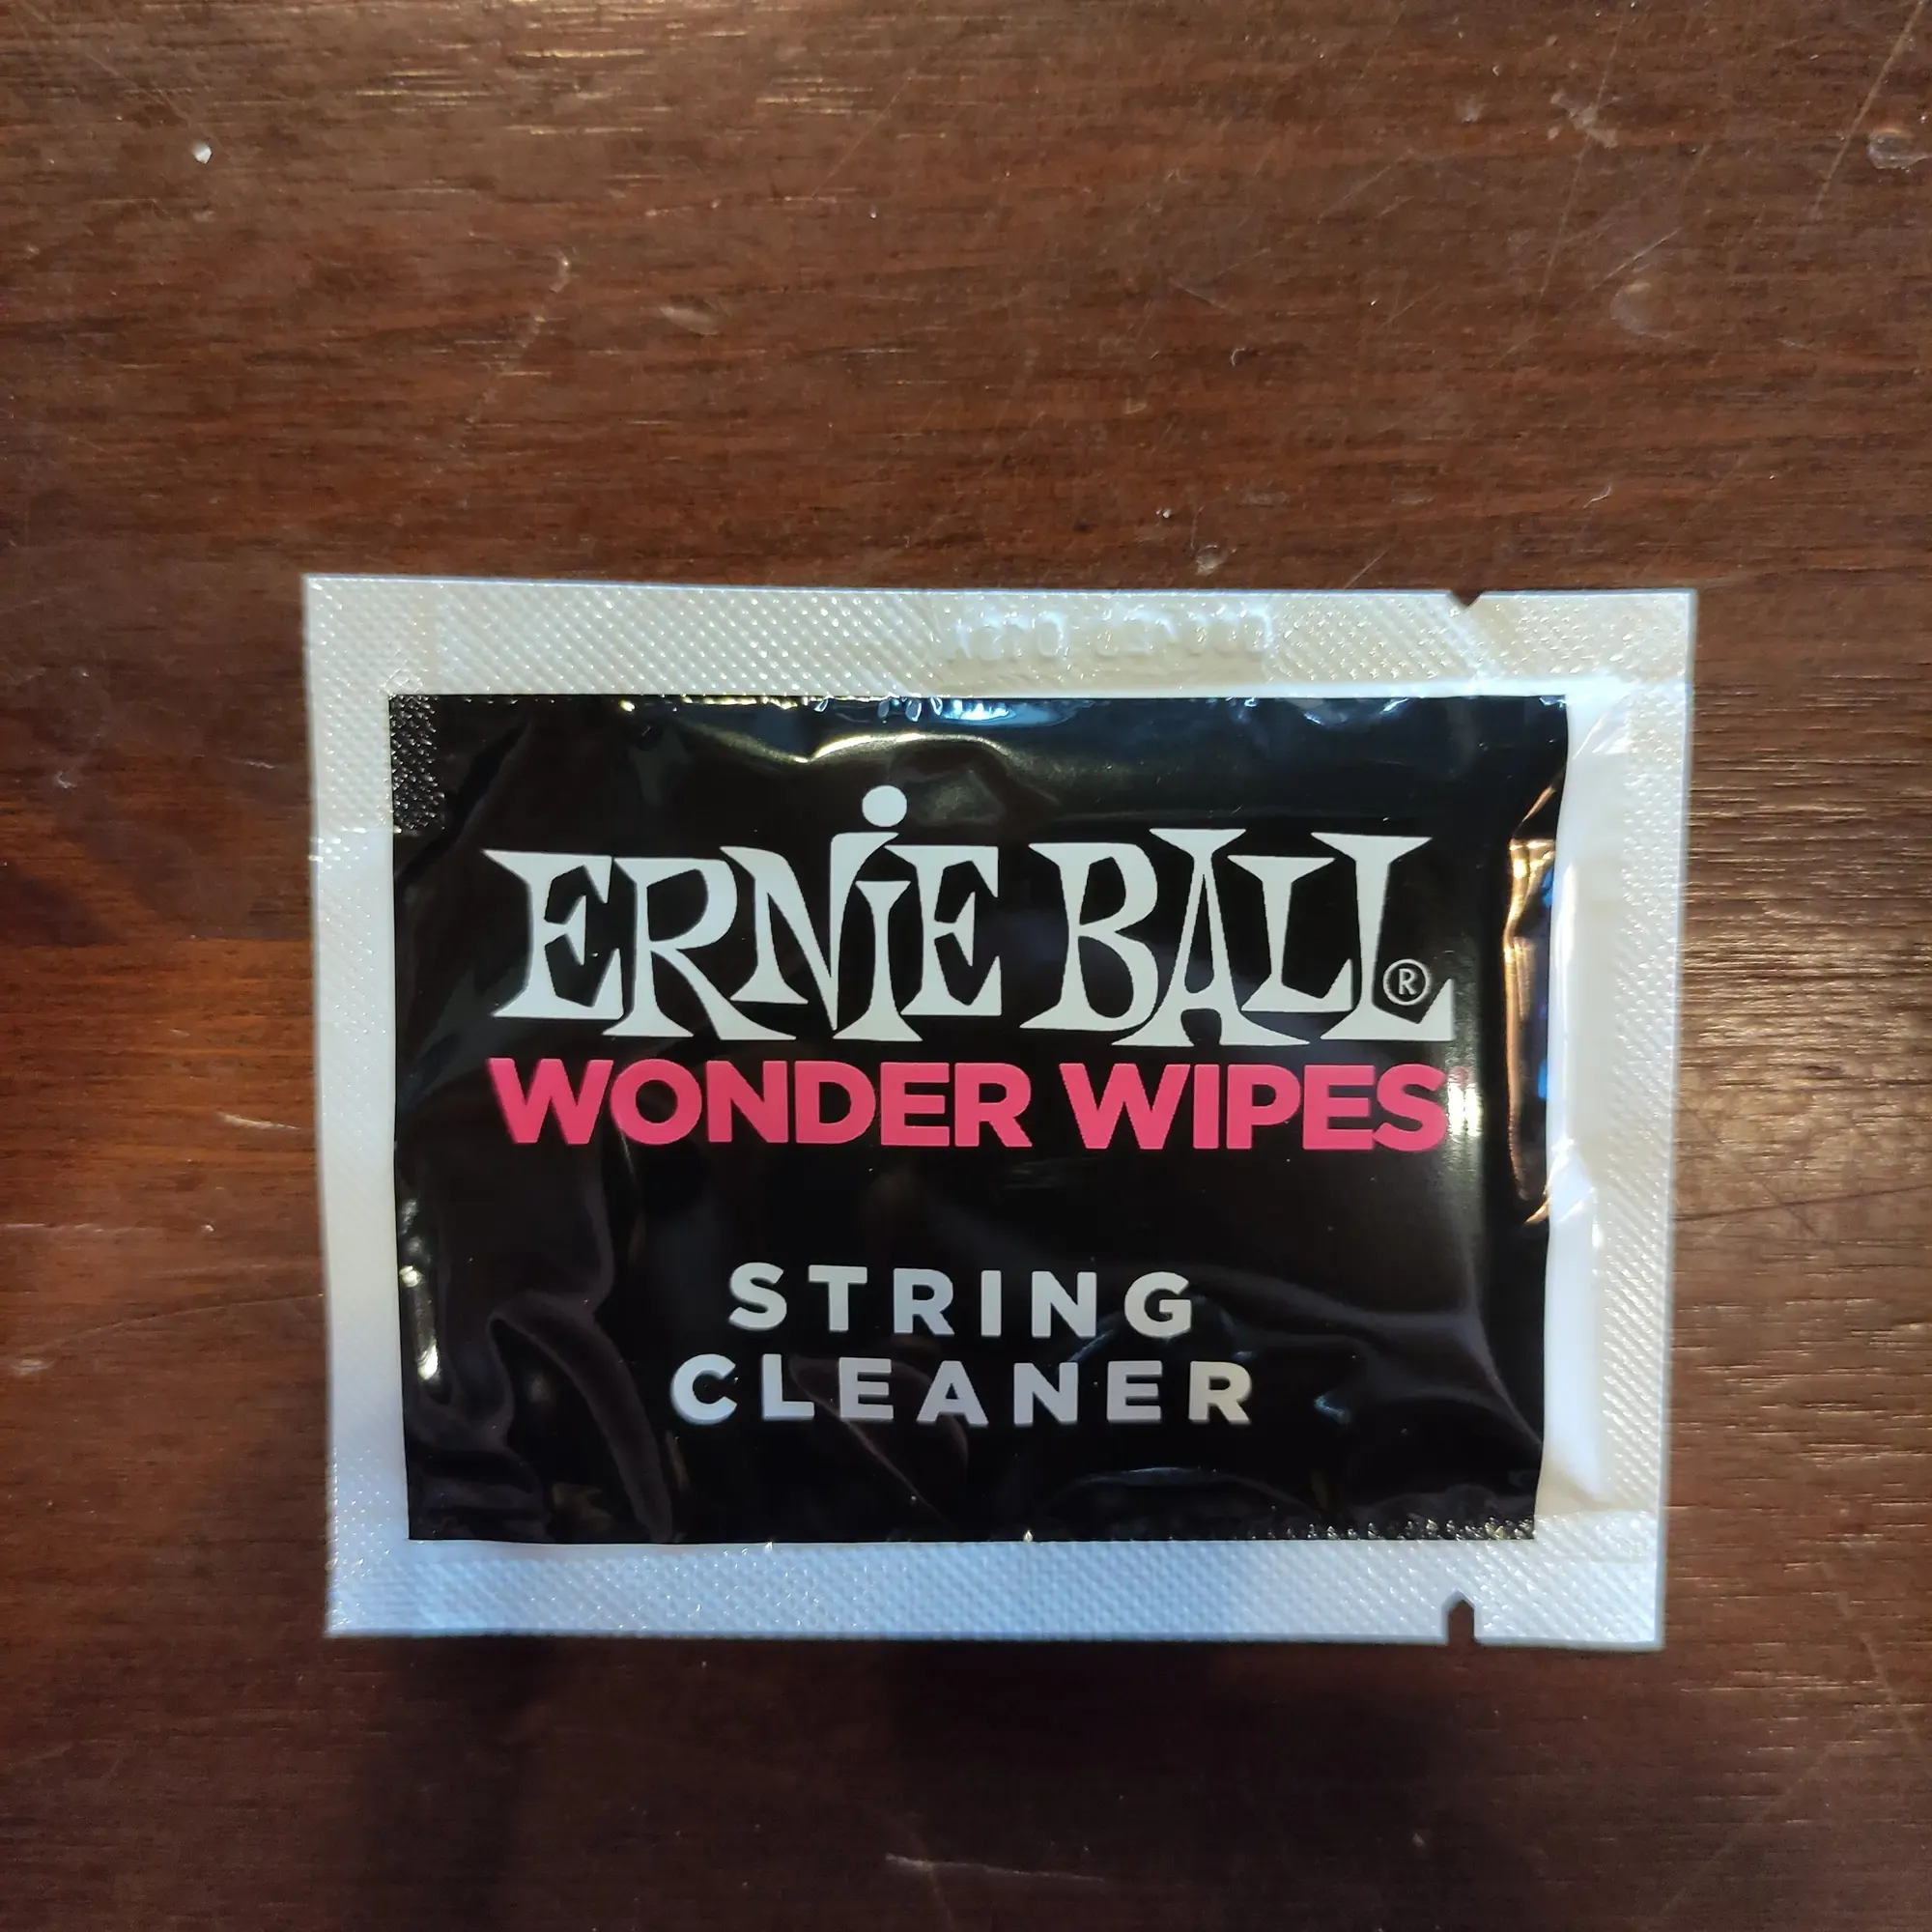 ERNiE BALL®
WONDER WIPES
STRING
CLEANER